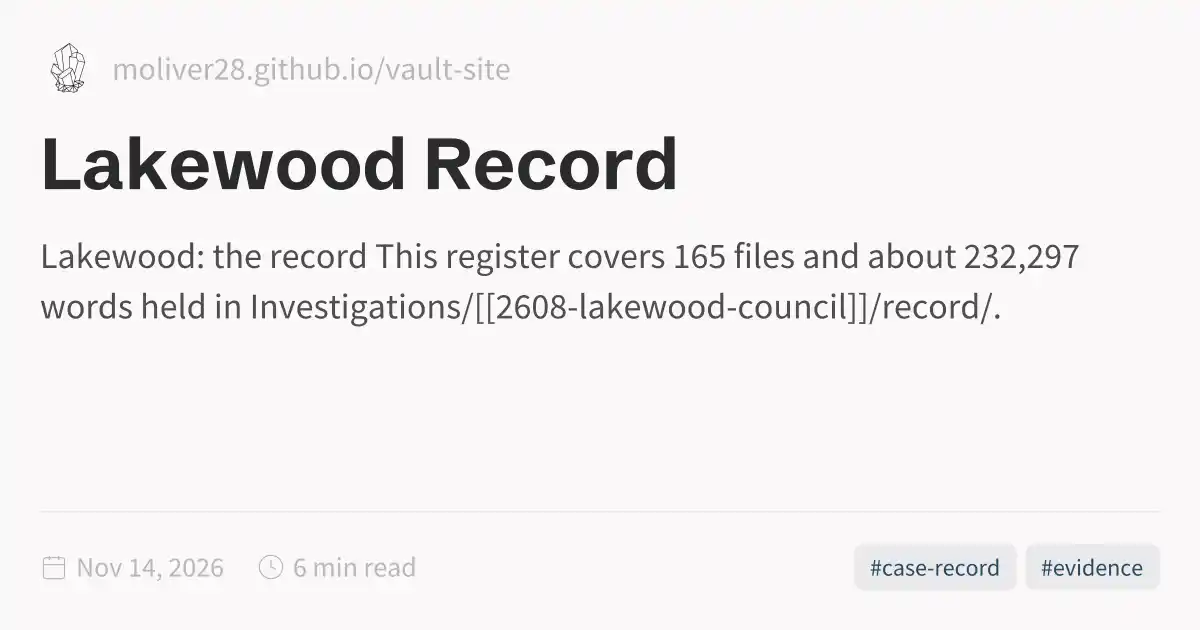 moliver28.github.io/vault-site
Lakewood Record
Lakewood: the record This register covers 165 files and about 232,297
words held in Investigations/[[2608-lakewood-council]]/record/.
Nov 14, 2026
6 min read
#case-record
#evidence